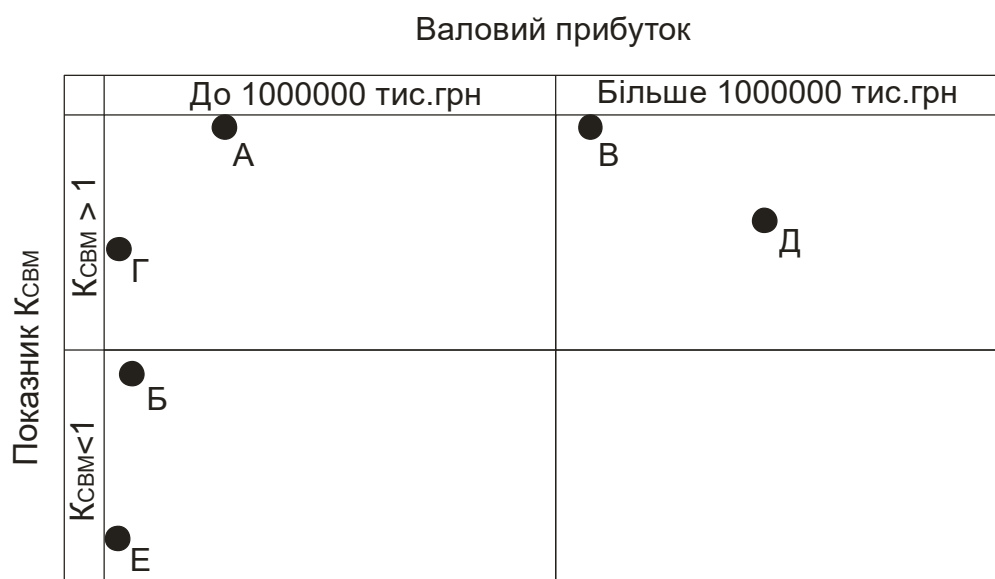 Валовий прибуток
До 1000000 тис.грн
Більше 1000000 тис.грн
Показник Ксвм
Ксвм > 1
А
В
Д
Г
Ксвм<1
Б
Е